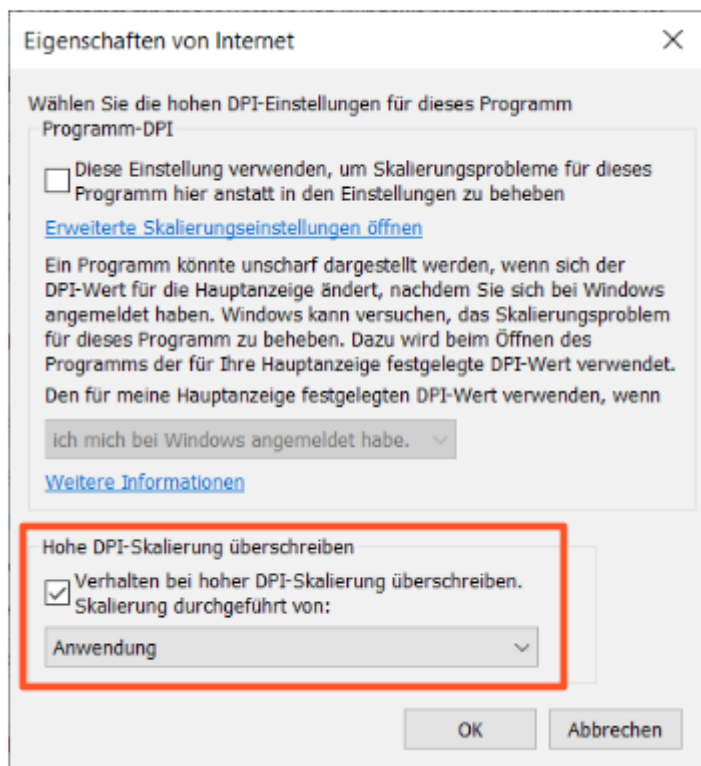 Eigenschaften von Internet
Wählen Sie die hohen DPI-Einstellungen für dieses Programm
Programm-DPI
Diese Einstellung verwenden, um Skalierungsprobleme für dieses
Programm hier anstatt in den Einstellungen zu beheben
Erweiterte Skalierungseinstellungen öffnen
Ein Programm könnte unscharf dargestellt werden, wenn sich der
DPI-Wert für die Hauptanzeige ändert, nachdem Sie sich bei Windows
angemeldet haben. Windows kann versuchen, das Skalierungsproblem
für dieses Programm zu beheben. Dazu wird beim Öffnen des
Programms der für Ihre Hauptanzeige festgelegte DPI-Wert verwendet.
Den für meine Hauptanzeige festgelegten DPI-Wert verwenden, wenn
ich mich bei Windows angemeldet habe.
Weitere Informationen
Hohe DPI-Skalierung überschreiben
Verhalten bei hoher DPI-Skalierung überschreiben.
Skalierung durchgeführt von:
Anwendung
OK
Abbrechen